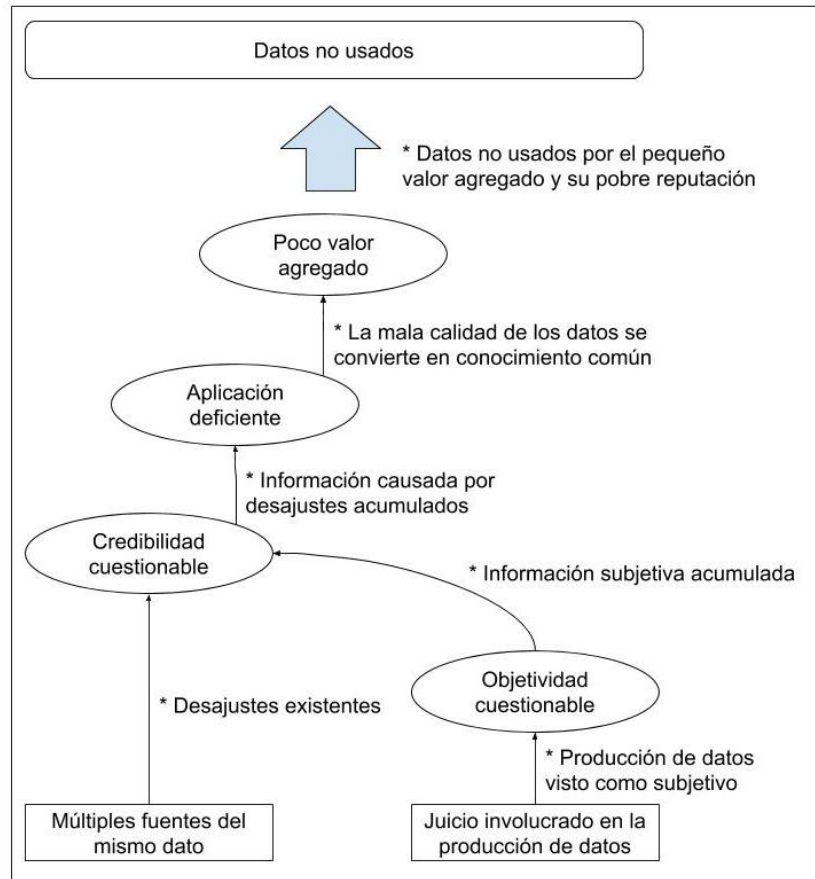 Datos no usados
* Datos no usados por el pequeño
valor agregado y su pobre reputación
Poco valor
agregado
* La mala calidad de los datos se
convierte en conocimiento común
Aplicación
deficiente
* Información causada por
desajustes acumulados
Credibilidad
cuestionable
* Información subjetiva acumulada
Objetividad
cuestionable
* Desajustes existentes
* Producción de datos
visto como subjetivo
Múltiples fuentes del
mismo dato
Juicio involucrado en la
producción de datos